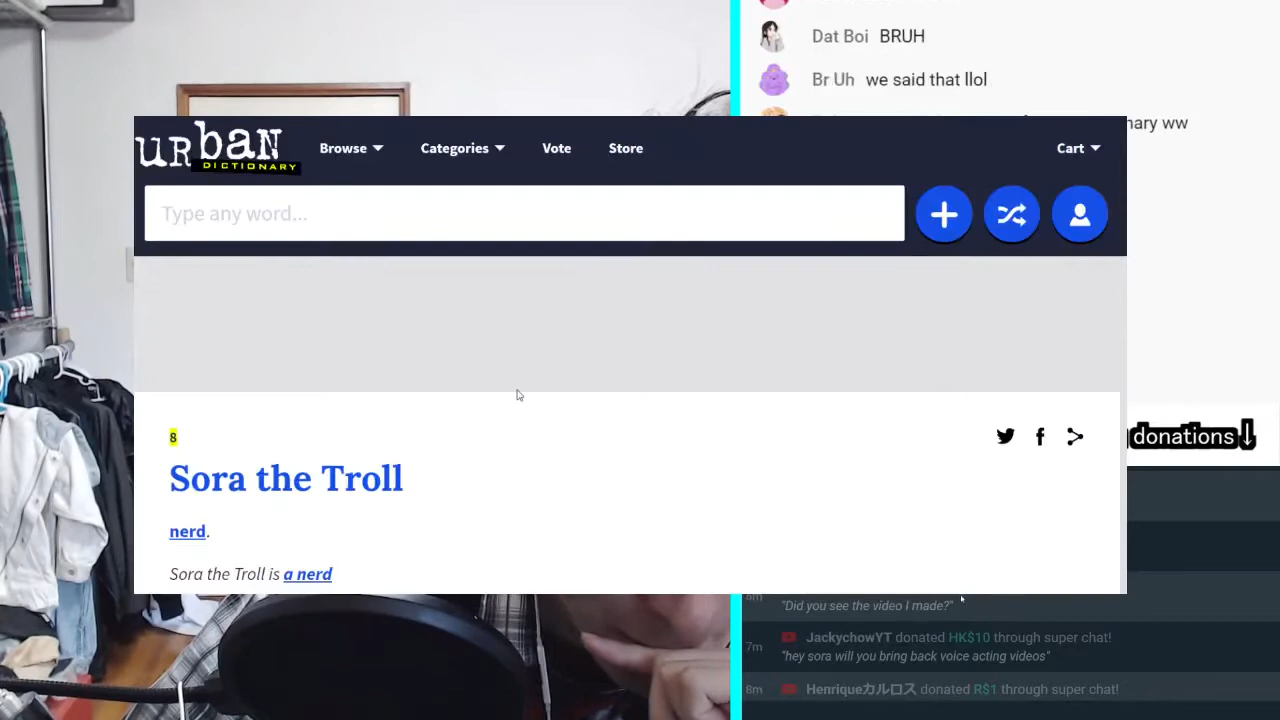 Dat Boi BRUH
Br Uh we said that llol
nary ww
URBAN
DICTIONARY
Browse Categories Vote Store Cart
Type any word...
8
Sora the Troll
nerd.
Sora the Troll is a nerd
donations↓
8m
"Did you see the video I made?"
7m JackychowYT donated HK$10 through super chat!
"hey sora will you bring back voice acting videos"
8m Henriqueカルロス donated R$1 through super chat!